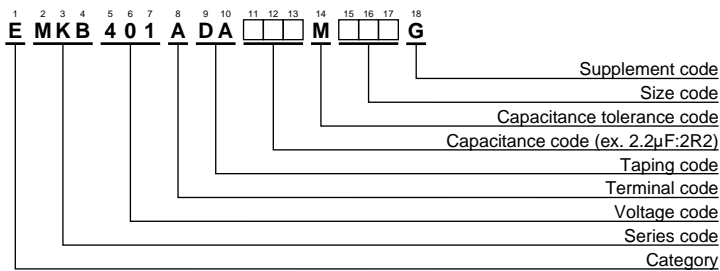 1 2 3 4 5 6 7 8 9 10 11 12 13 14 15 16 17 18
E MKB 401 A DA □□□ M □□□ G
Supplement code
Size code
Capacitance tolerance code
Capacitance code (ex. 2.2μF:2R2)
Taping code
Terminal code
Voltage code
Series code
Category